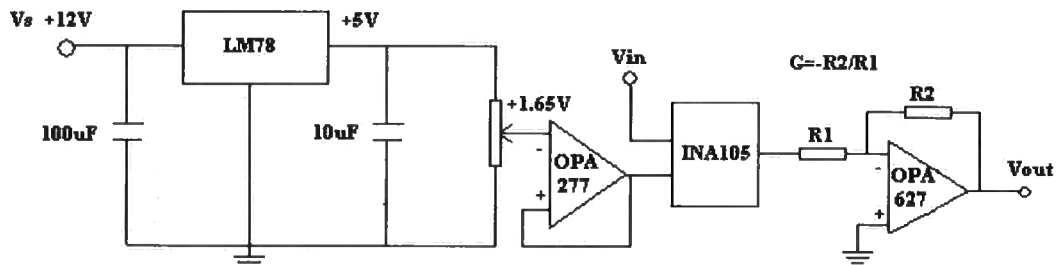 Vs +12V
LM78
+5V
100uF
10uF
+1.65V
-
+
OPA
277
Vin
INA105
G=-R2/R1
R1
R2
-
+
OPA
627
Vout